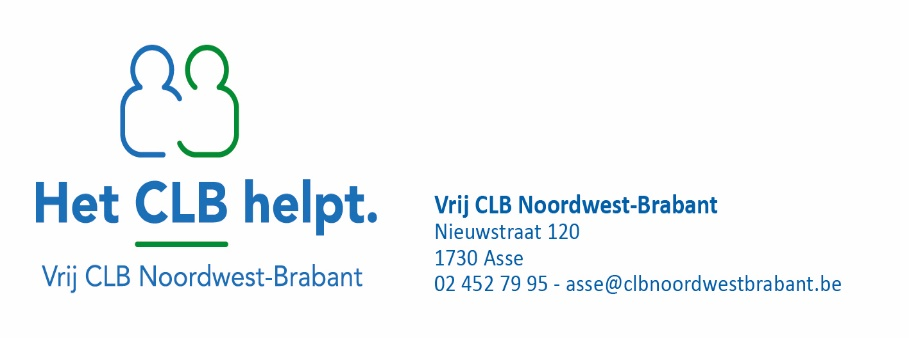 Het CLB helpt.
Vrij CLB Noordwest-Brabant
Vrij CLB Noordwest-Brabant
Nieuwstraat 120
1730 Asse
02 452 79 95 - asse@clbnoordwestbrabant.be